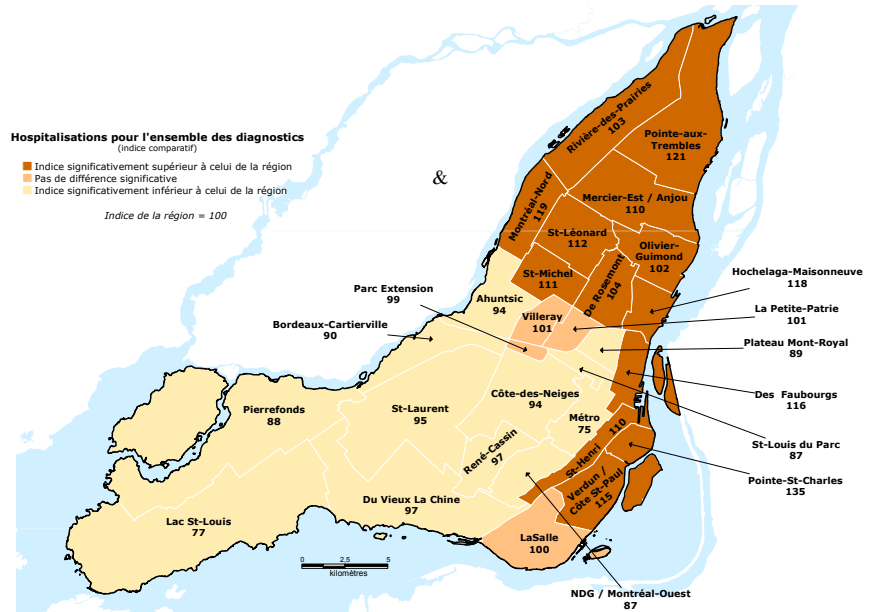 Hospitalisations pour l'ensemble des diagnostics
(indice comparatif)
Indice significativement supérieur à celui de la région
Pas de différence significative
Indice significativement inférieur à celui de la région
Indice de la région = 100
&
Rivière-des-Prairies
103
Pointe-aux-
Trembles
121
Montréal-Nord
119
Mercier-Est / Anjou
110
St-Léonard
112
Olivier-
Guimond
102
St-Michel
111
De Rosemont
104
Hochelaga-Maisonneuve
118
Parc Extension
99
Ahuntsic
94
Villeray
101
La Petite-Patrie
101
Bordeaux-Cartierville
90
Plateau Mont-Royal
89
Pierrefonds
88
St-Laurent
95
Côte-des-Neiges
94
Des Faubourgs
116
Métro
75
St-Louis du Parc
87
René-Cassin
97
St-Henri 110
Pointe-St-Charles
135
Verdun /
Côte St-Paul
115
Du Vieux La Chine
97
Lac St-Louis
77
LaSalle
100
NDG / Montréal-Ouest
87
0 2,5 5
kilomètres